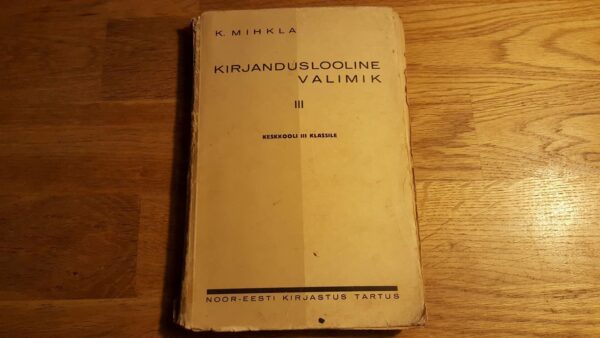 K. MIHKLA
KIRJANDUSLOOLINE
VALIMIK
III
KESKKOOLI III KLASSILE
NOOR-EESTI KIRJASTUS TARTUS